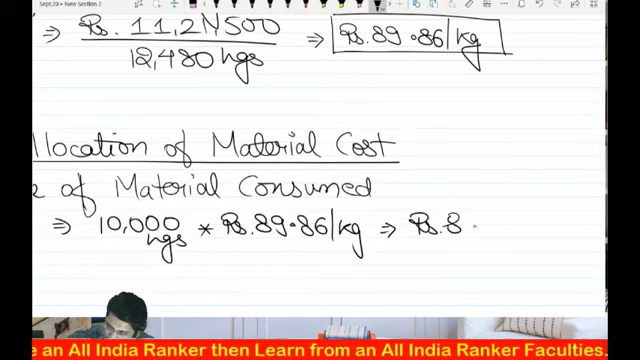 Sept,20 = New Section 2
⇒ Rs. 11,21,500 ⇒ Rs.89.86/kg
12,480 kgs
llocation of Material Cost
e of Material Consumed
⇒ 10,000 kgs * Rs.89.86/kg ⇒ Rs.8
e an All India Ranker then Learn from an All India Ranker Faculties.